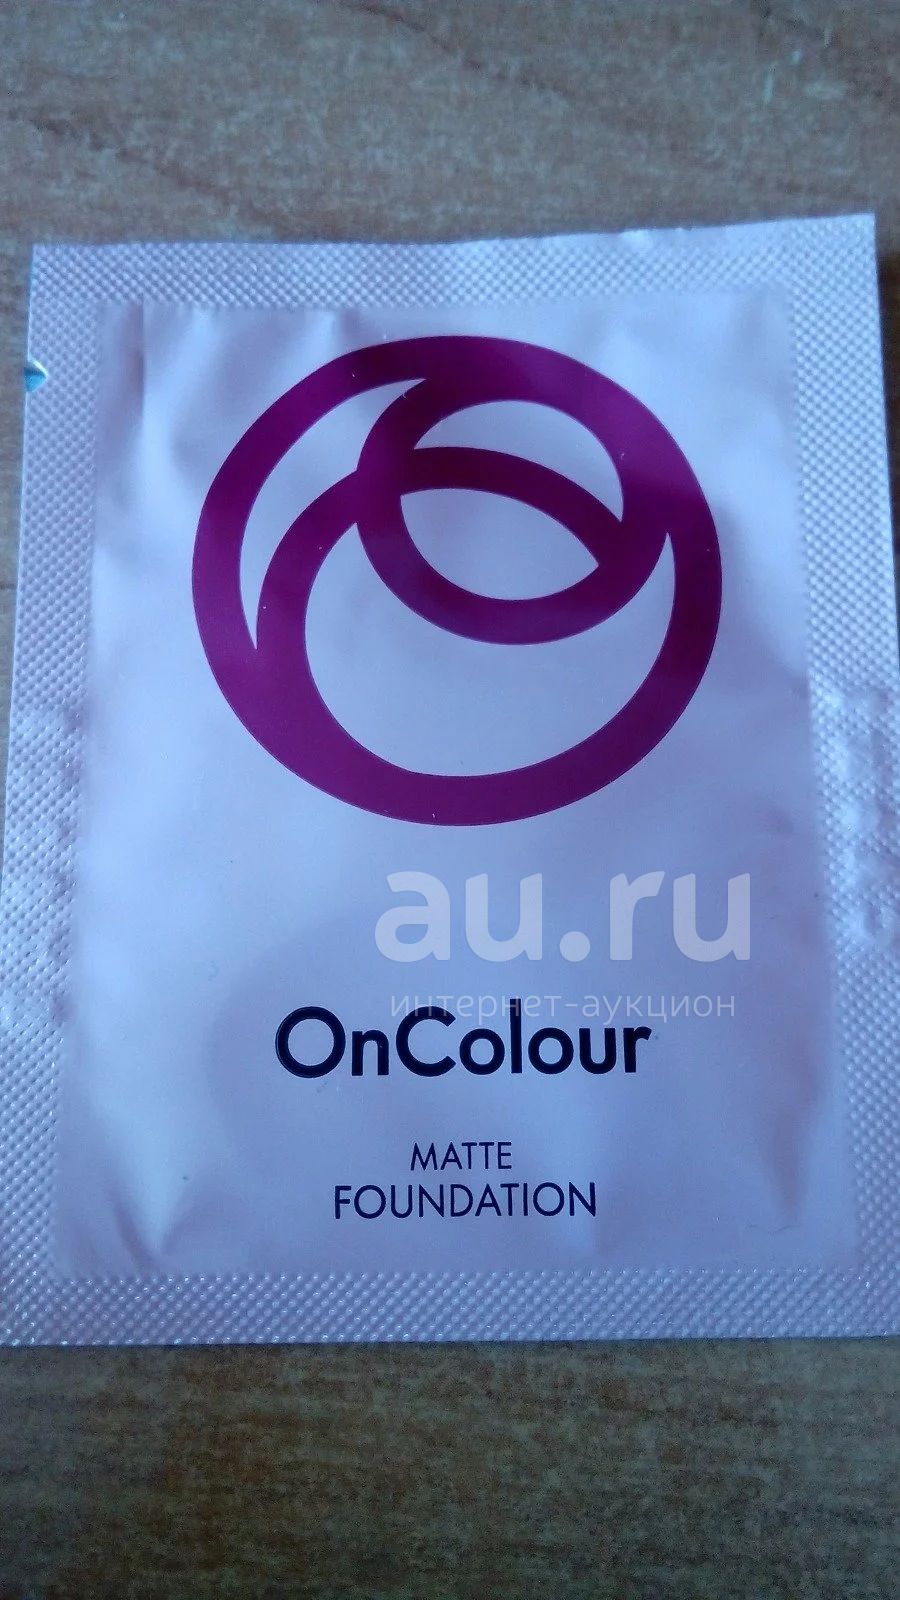 au.ru
интернет-аукцион
OnColour
MATTE
FOUNDATION